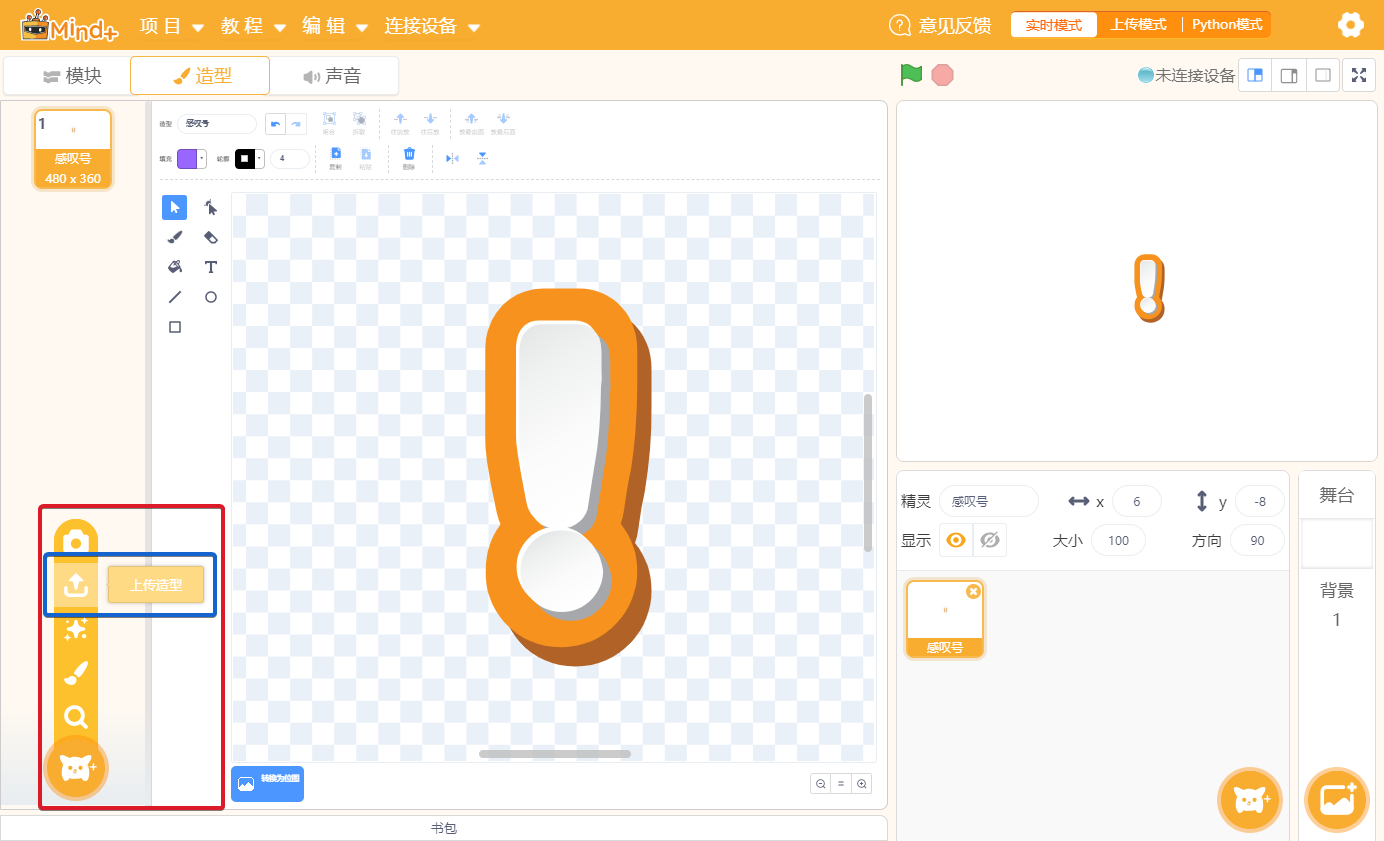 Mind+ 项目 教程 编辑 连接设备 意见反馈 实时模式 上传模式 Python模式
模块 造型 声音 未连接设备
1
感叹号
480 x 360
造型 感叹号 组合 拆散 往前放 往后放 放最前面 放最后面
填充 轮廓 4 复制 粘贴 删除
T
上传造型
转换为位图
书包
精灵 感叹号 x 6 y -8
显示 大小 100 方向 90
感叹号
舞台
背景
1